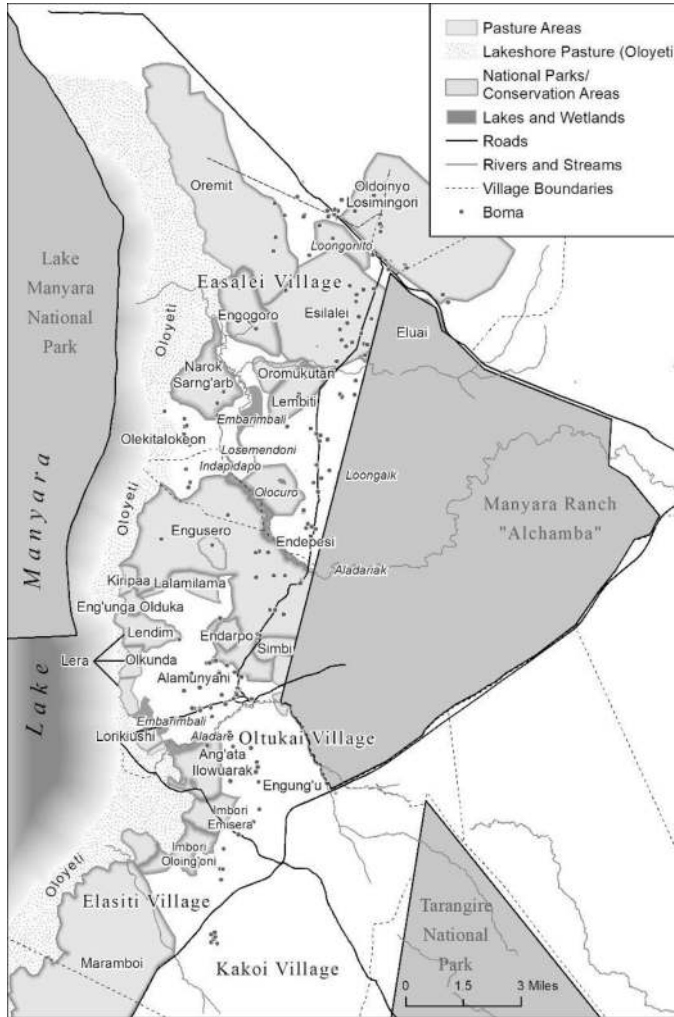 Pasture Areas
Lakeshore Pasture (Oloyeti)
National Parks/
Conservation Areas
Lakes and Wetlands
Roads
Rivers and Streams
Village Boundaries
Boma
Oremit
Oldoinyo
Losimingori
Loongonito
Lake
Manyara
National
Park
Easalei Village
Oloyeti
Engogoro
Esilalei
Eluai
Narok
Sarng'arb
Oromukutan
Lembiti
Embarimbali
Olekitalokeon
Losemendoni
Indapidapo
Loongaik
Olocuro
Manyara Ranch
"Alchamba"
Oloyeti
Engusero
Endepesi
Aladariak
Kiripaa
Lalamilama
Eng'unga Olduka
Lendim
Endarpo
Simbi
Lera
Olkunda
Alamunyani
Lake Manyara
Embarimbali
Lorikiushi
Aladare
Oltukai Village
Ang'ata
Ilowuarak
Engung'u
Imbori
Emisera
Imbori
Oloing'oni
Oloyeti
Elasiti Village
Tarangire
National
Park
Maramboi
Kakoi Village
0 1.5 3 Miles